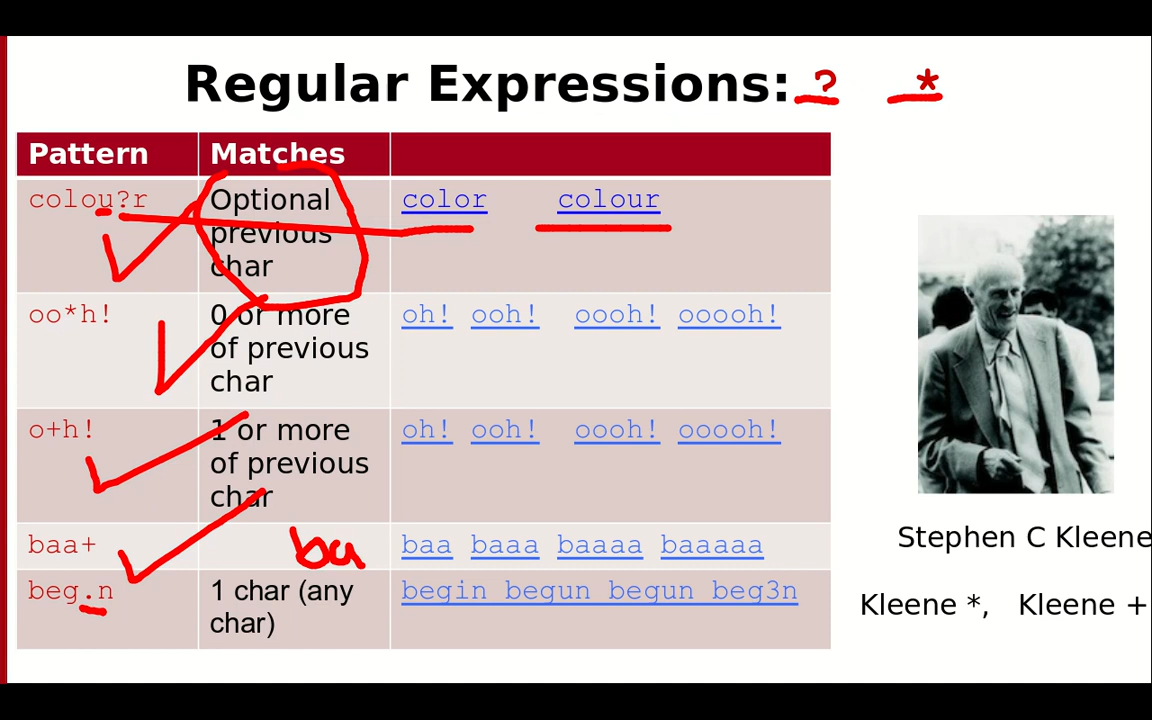 Regular Expressions: ? *
Pattern Matches
colou?r Optional previous char color colour
oo*h! 0 or more of previous char oh! ooh! oooh! ooooh!
o+h! 1 or more of previous char oh! ooh! oooh! ooooh!
baa+ ba baa baaa baaaa baaaaa
beg.n 1 char (any char) begin begun begun beg3n
Stephen C Kleene
Kleene *, Kleene +